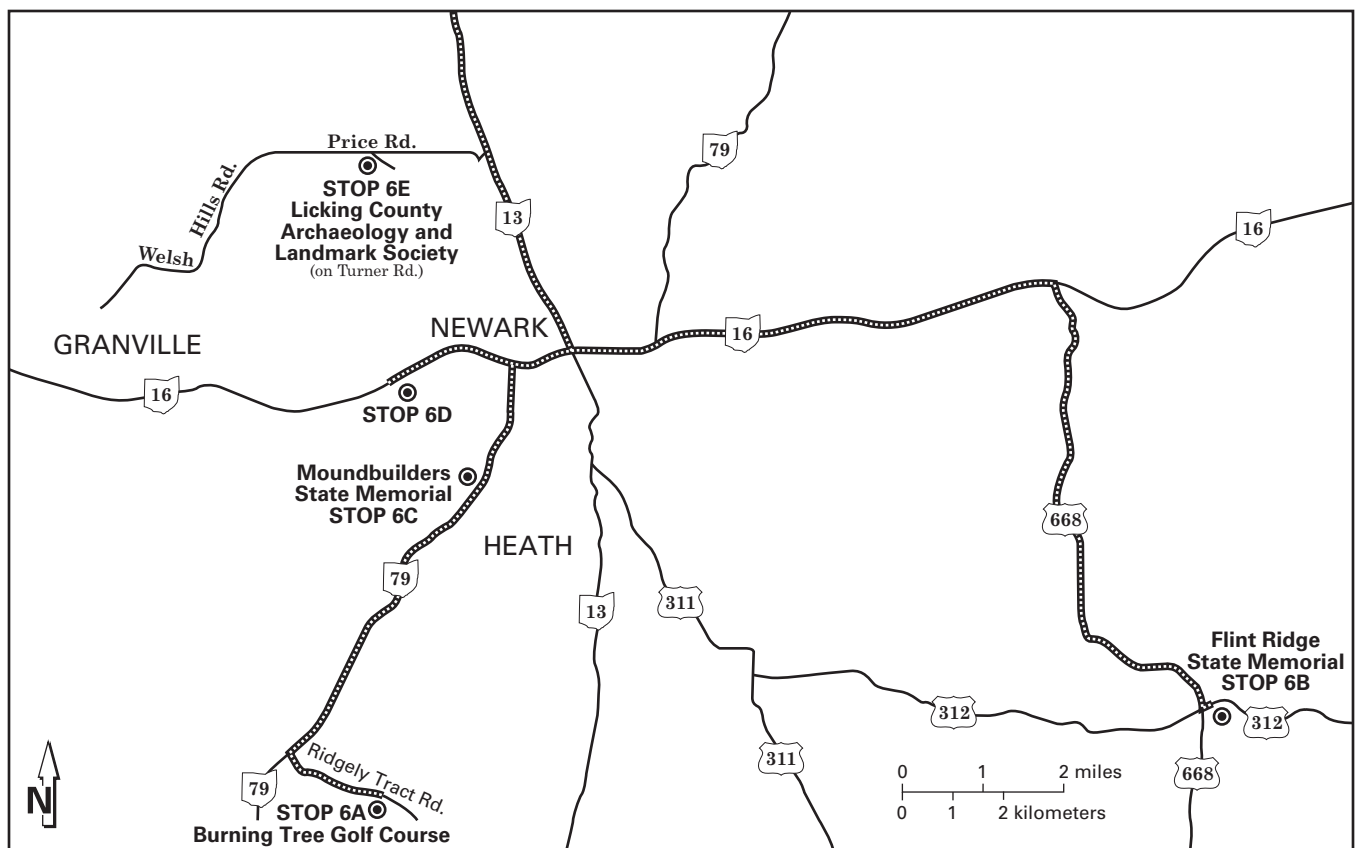 79
Price Rd.
Hills Rd.
Welsh
STOP 6E
Licking County
Archaeology and
Landmark Society
(on Turner Rd.)
13
16
GRANVILLE
NEWARK
16
16
STOP 6D
Moundbuilders
State Memorial
STOP 6C
HEATH
668
79
13
311
Flint Ridge
State Memorial
STOP 6B
312
312
Ridgely Tract Rd.
79
STOP 6A
Burning Tree Golf Course
311
668
N
0 1 2 miles
0 1 2 kilometers